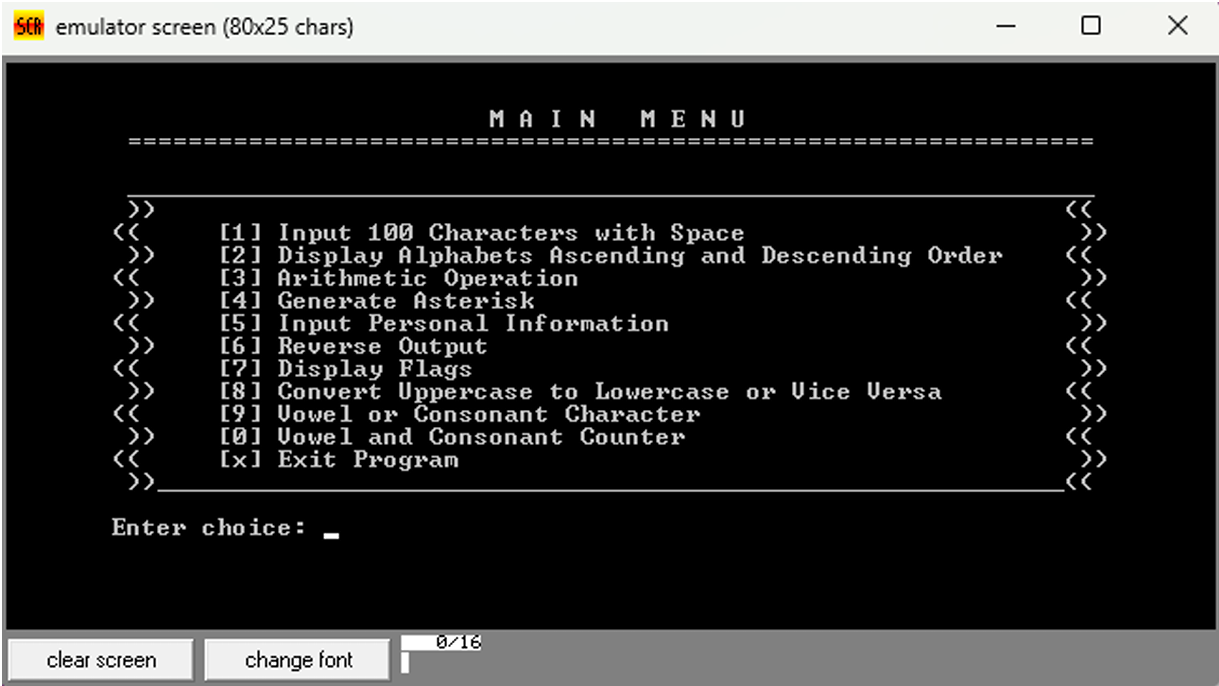 SCR emulator screen (80x25 chars)
M A I N   M E N U
================================================================
________________________________________________________________
>>                                                            <<
<<     [1] Input 100 Characters with Space                      >>
>>     [2] Display Alphabets Ascending and Descending Order   <<
<<     [3] Arithmetic Operation                                 >>
>>     [4] Generate Asterisk                                  <<
<<     [5] Input Personal Information                           >>
>>     [6] Reverse Output                                     <<
<<     [7] Display Flags                                        >>
>>     [8] Convert Uppercase to Lowercase or Vice Versa       <<
<<     [9] Vowel or Consonant Character                         >>
>>     [0] Vowel and Consonant Counter                        <<
<<     [x] Exit Program                                         >>
>>____________________________________________________________<<
Enter choice: _
clear screen change font 0/16